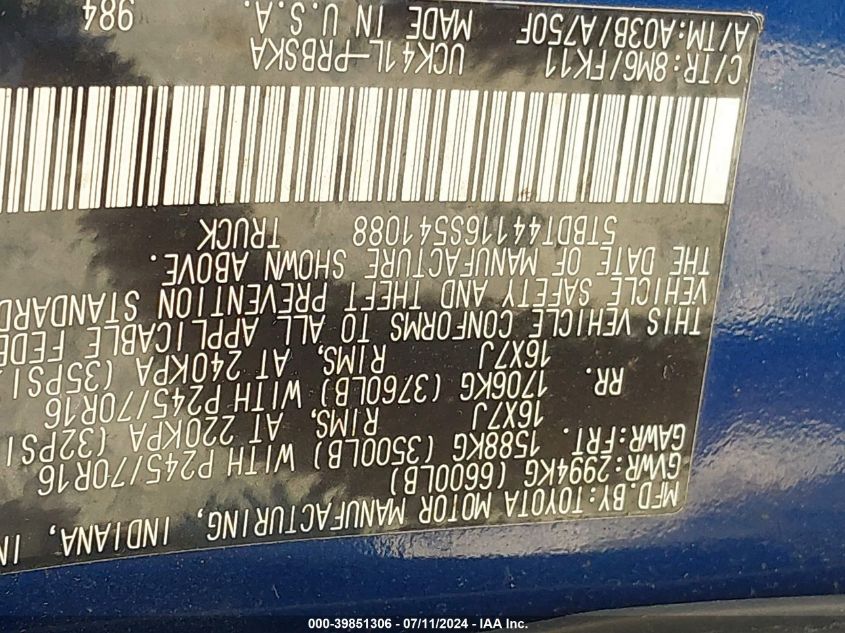 MFD. BY: TOYOTA MOTOR MANUFACTURING, INDIANA, IN
GVWR: 2994KG (6600LB)
GAWR: FRT. 1588KG (3500LB) WITH P245/70R16
16X7J RIMS, AT 220KPA (32PSI
RR. 1706KG (3760LB) WITH P245/70R16
16X7J RIMS, AT 240KPA (35PSI
THIS VEHICLE CONFORMS TO ALL APPLICABLE FEDE
VEHICLE SAFETY AND THEFT PREVENTION STANDARD
THE DATE OF MANUFACTURE SHOWN ABOVE.
5TBDT44116S541088 TRUCK
C/TR: 8M6/FK11 UCK41L-PRBSKA
A/TM: A03B/A750F MADE IN U.S.A. 984
000-39851306 - 07/11/2024 - IAA Inc.